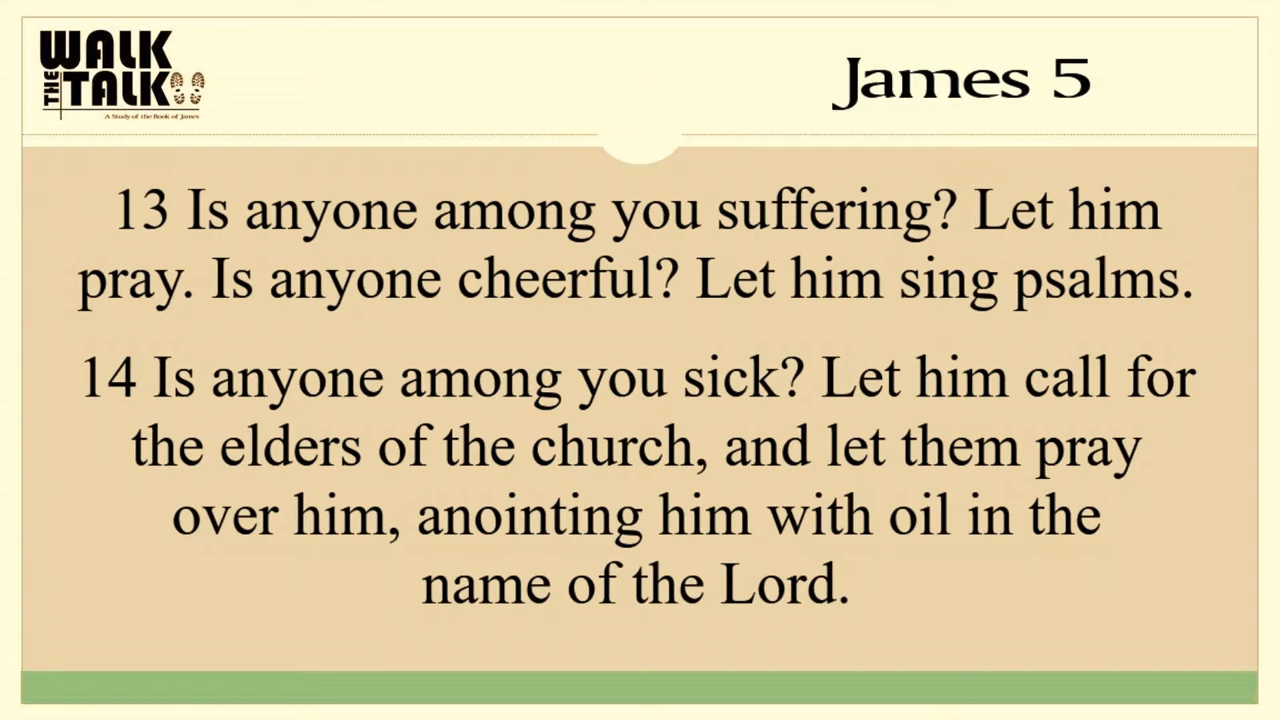 WALK
THE TALK
A Study of the Book of James
James 5
13 Is anyone among you suffering? Let him
pray. Is anyone cheerful? Let him sing psalms.
14 Is anyone among you sick? Let him call for
the elders of the church, and let them pray
over him, anointing him with oil in the
name of the Lord.